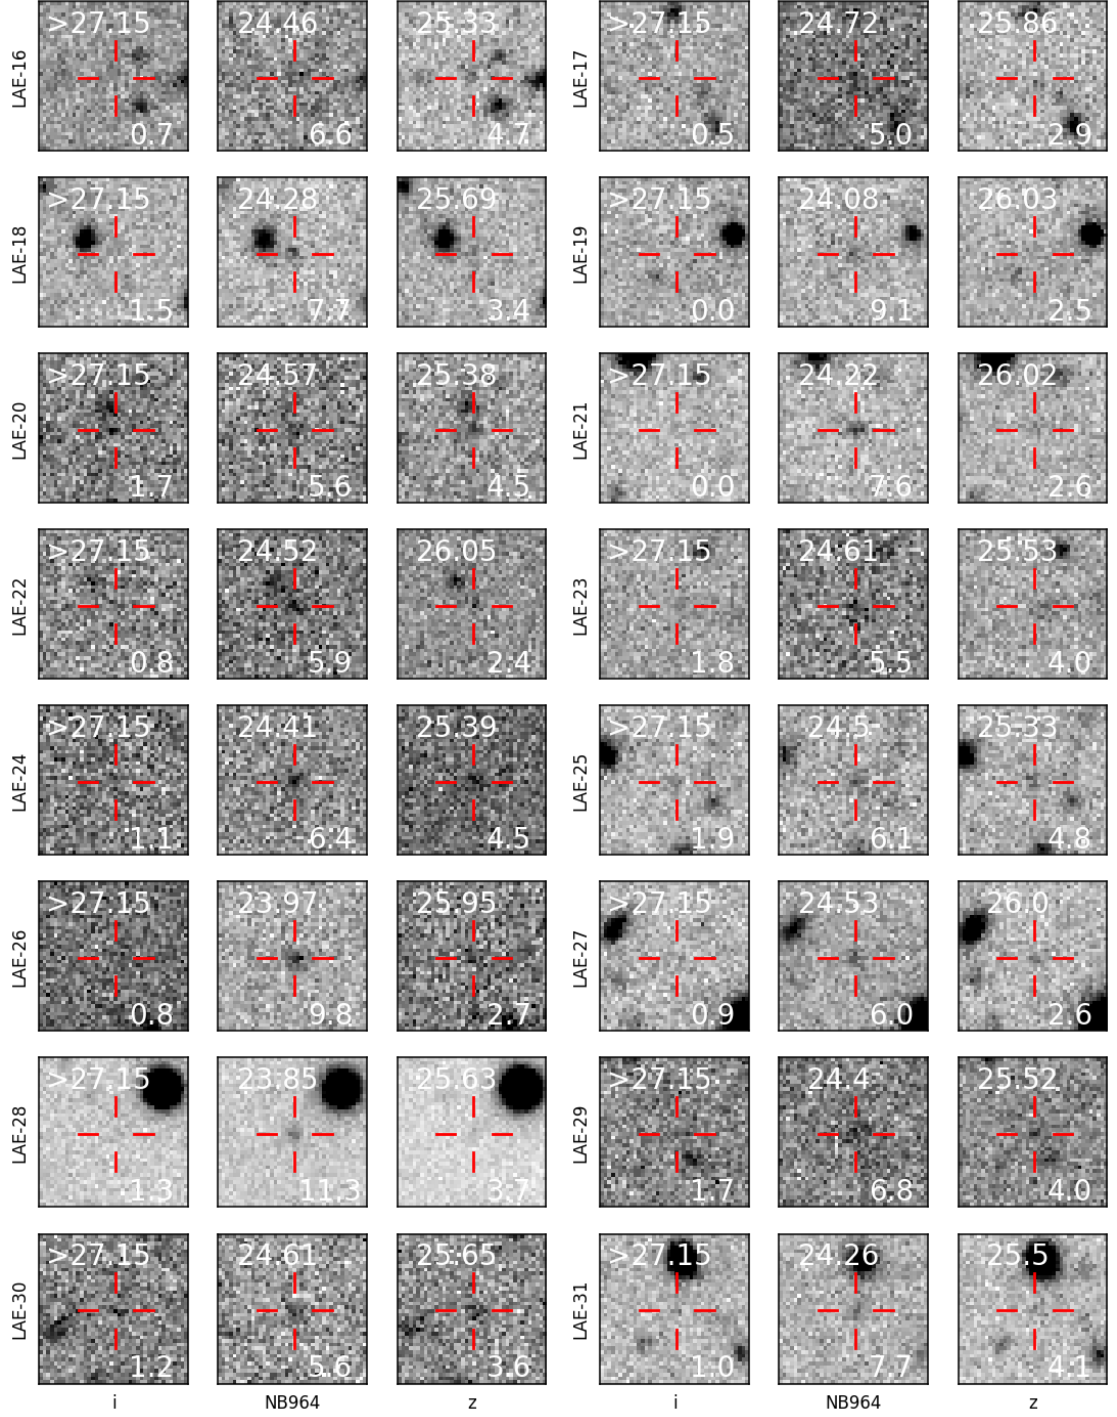 LAE-16 >27.15 0.7 24.46 6.6 25.33 4.7
LAE-17 >27.15 0.5 24.72 5.0 25.86 2.9
LAE-18 >27.15 1.5 24.28 7.7 25.69 3.4
LAE-19 >27.15 0.0 24.08 9.1 26.03 2.5
LAE-20 >27.15 1.7 24.57 5.6 25.38 4.5
LAE-21 >27.15 0.0 24.22 7.6 26.02 2.6
LAE-22 >27.15 0.8 24.52 5.9 26.05 2.4
LAE-23 >27.15 1.8 24.61 5.5 25.53 4.0
LAE-24 >27.15 1.1 24.41 6.4 25.39 4.5
LAE-25 >27.15 1.9 24.5 6.1 25.33 4.8
LAE-26 >27.15 0.8 23.97 9.8 25.95 2.7
LAE-27 >27.15 0.9 24.53 6.0 26.0 2.6
LAE-28 >27.15 1.3 23.85 11.3 25.63 3.7
LAE-29 >27.15 1.7 24.4 6.8 25.52 4.0
LAE-30 >27.15 1.2 24.61 5.6 25.65 3.6
LAE-31 >27.15 1.0 24.26 7.7 25.5 4.1
i NB964 z i NB964 z